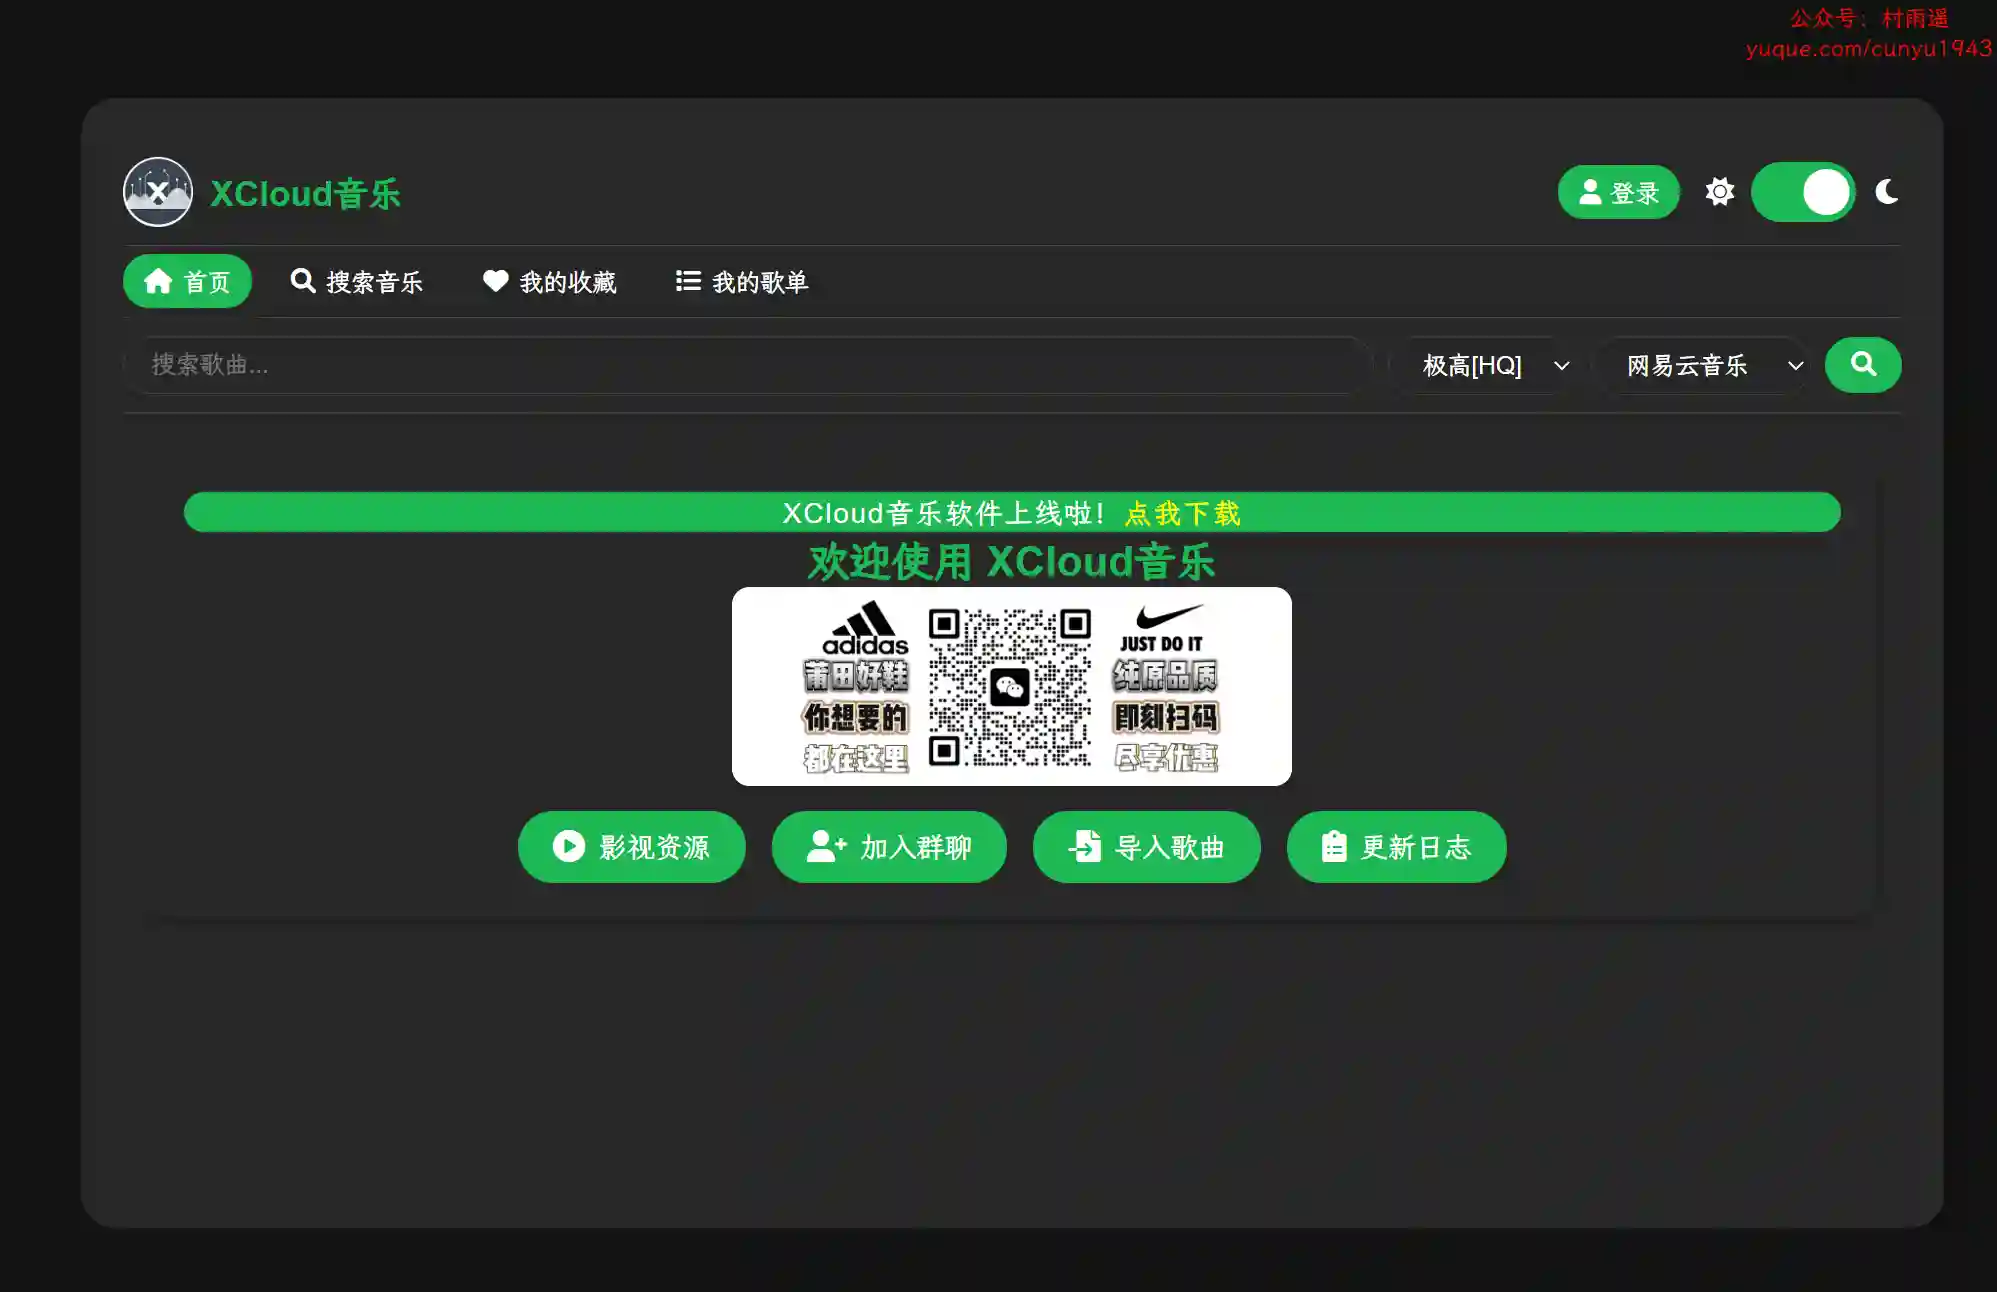 公众号：村雨遥
yuque.com/cunyu1943
X
XCloud音乐
登录
首页
搜索音乐
我的收藏
我的歌单
搜索歌曲...
极高[HQ]
网易云音乐
XCloud音乐软件上线啦！点我下载
欢迎使用 XCloud音乐
adidas
莆田好鞋
你想要的
都在这里
JUST DO IT
纯原品质
即刻扫码
尽享优惠
影视资源
加入群聊
导入歌曲
更新日志